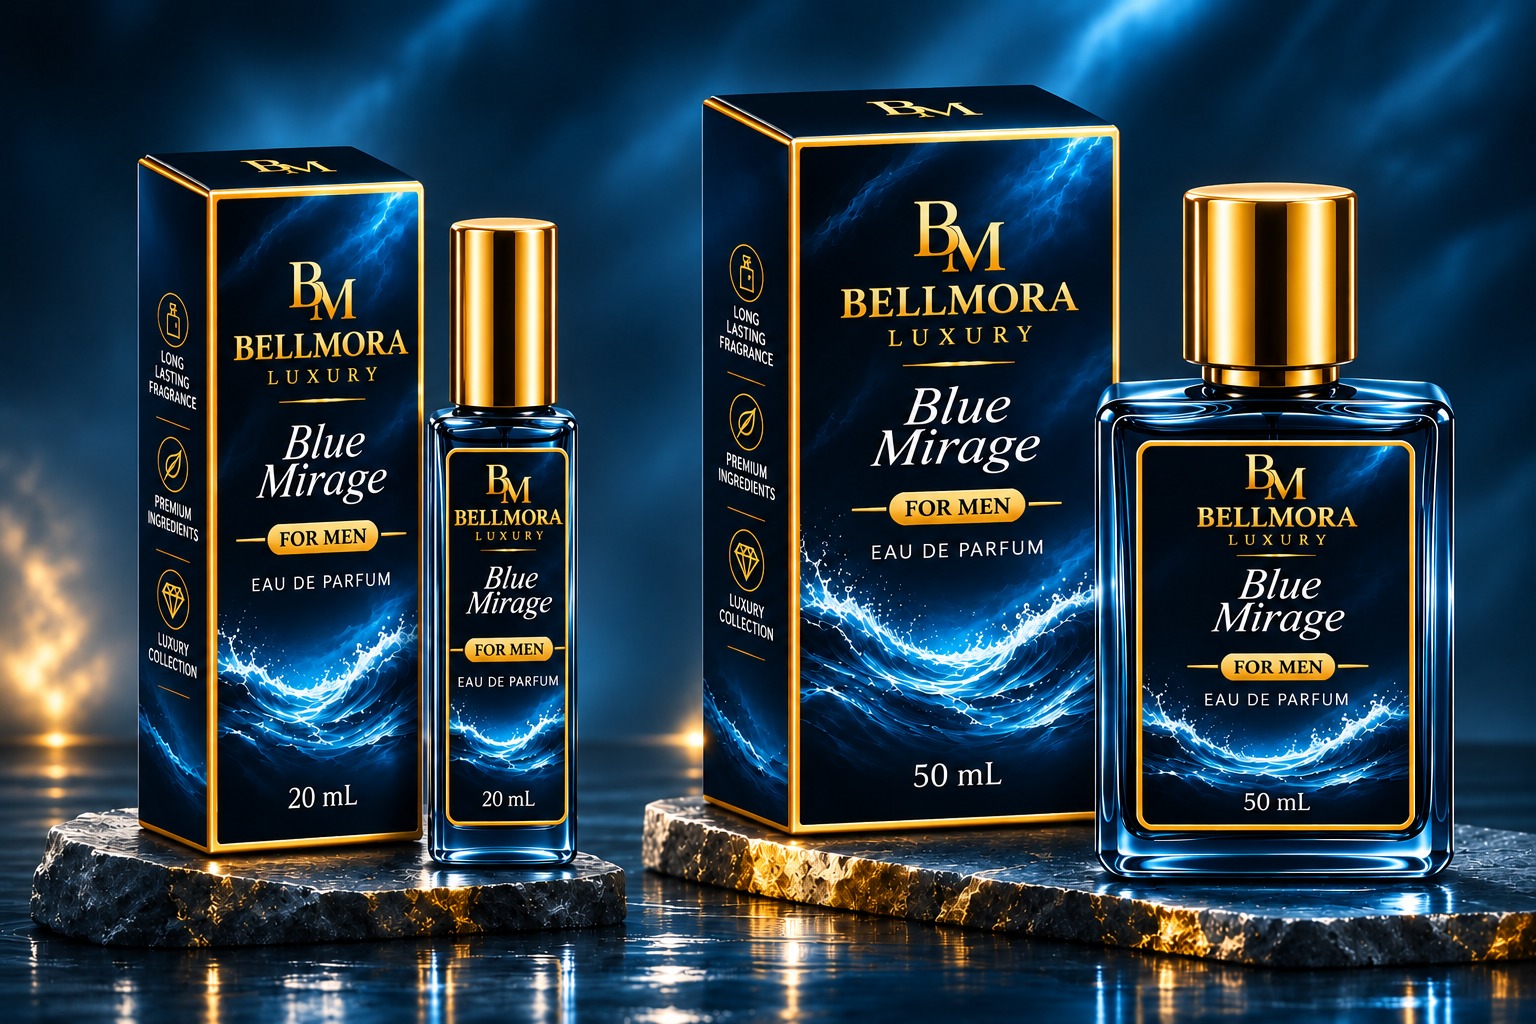 BM
LONG
LASTING
FRAGRANCE
PREMIUM
INGREDIENTS
LUXURY
COLLECTION
BM
BELLMORA
LUXURY
Blue
Mirage
FOR MEN
EAU DE PARFUM
20 mL
BM
BELLMORA
LUXURY
Blue
Mirage
FOR MEN
EAU DE PARFUM
20 mL
BM
LONG
LASTING
FRAGRANCE
PREMIUM
INGREDIENTS
LUXURY
COLLECTION
BM
BELLMORA
LUXURY
Blue
Mirage
FOR MEN
EAU DE PARFUM
50 mL
BM
BELLMORA
LUXURY
Blue
Mirage
FOR MEN
EAU DE PARFUM
50 mL